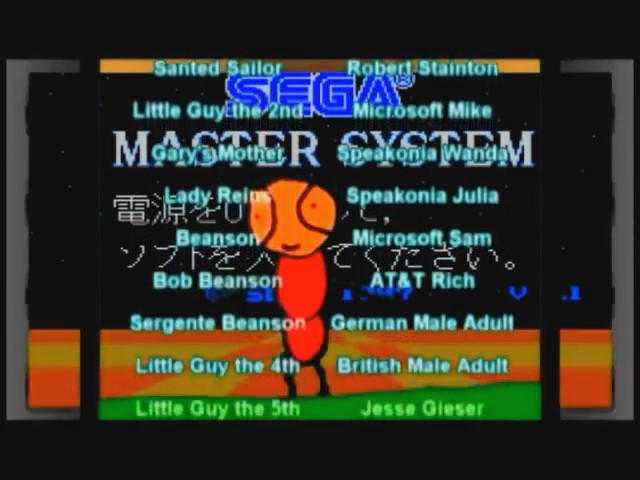 Santed Sailor Robert Stainton
SEGA®
Little Guy the 2nd Microsoft Mike
MASTER SYSTEM
Gary's Mother Speakonia Wanda
Lady Reins Speakonia Julia
電源を
Beanson Microsoft Sam
ソフトを入 てください。
Bob Beanson AT&T Rich
Sergente Beanson German Male Adult
Little Guy the 4th British Male Adult
Little Guy the 5th Jesse Gieser